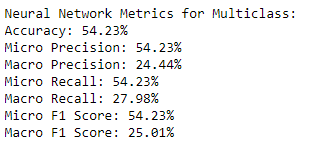 Neural Network Metrics for Multiclass:
Accuracy: 54.23%
Micro Precision: 54.23%
Macro Precision: 24.44%
Micro Recall: 54.23%
Macro Recall: 27.98%
Micro F1 Score: 54.23%
Macro F1 Score: 25.01%